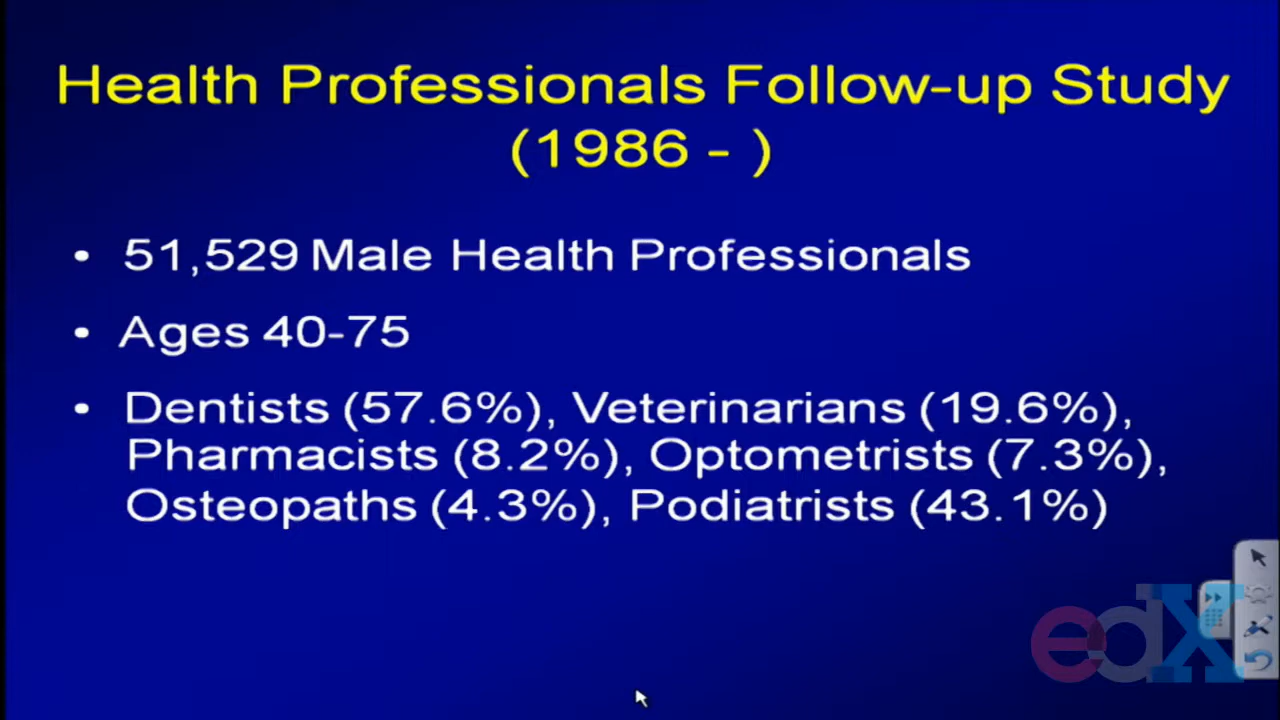 Health Professionals Follow-up Study
(1986 - )
• 51,529 Male Health Professionals
• Ages 40-75
• Dentists (57.6%), Veterinarians (19.6%),
Pharmacists (8.2%), Optometrists (7.3%),
Osteopaths (4.3%), Podiatrists (43.1%)
edX